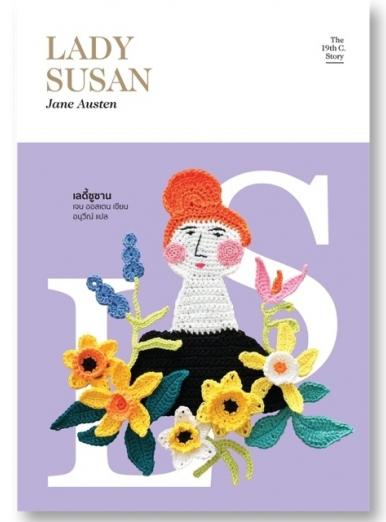 LADY
SUSAN
Jane Austen
The
19th C.
Story
เลดี้ซูซาน
เจน ออสเตน เขียน
อนุวีณ์ แปล
L
S